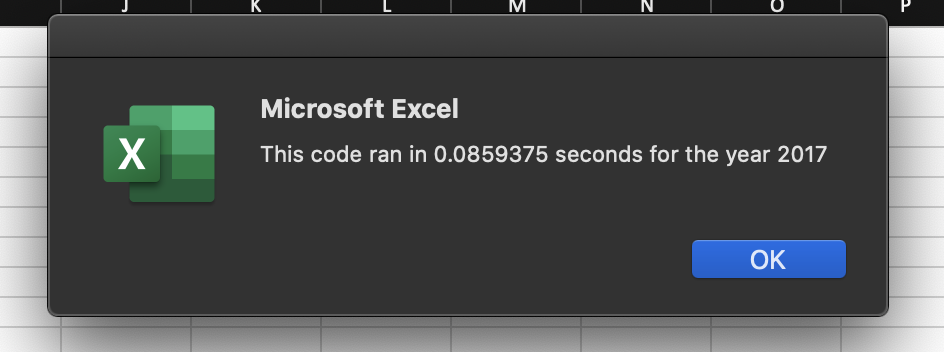 J K L M N O P
Microsoft Excel
X
This code ran in 0.0859375 seconds for the year 2017
OK